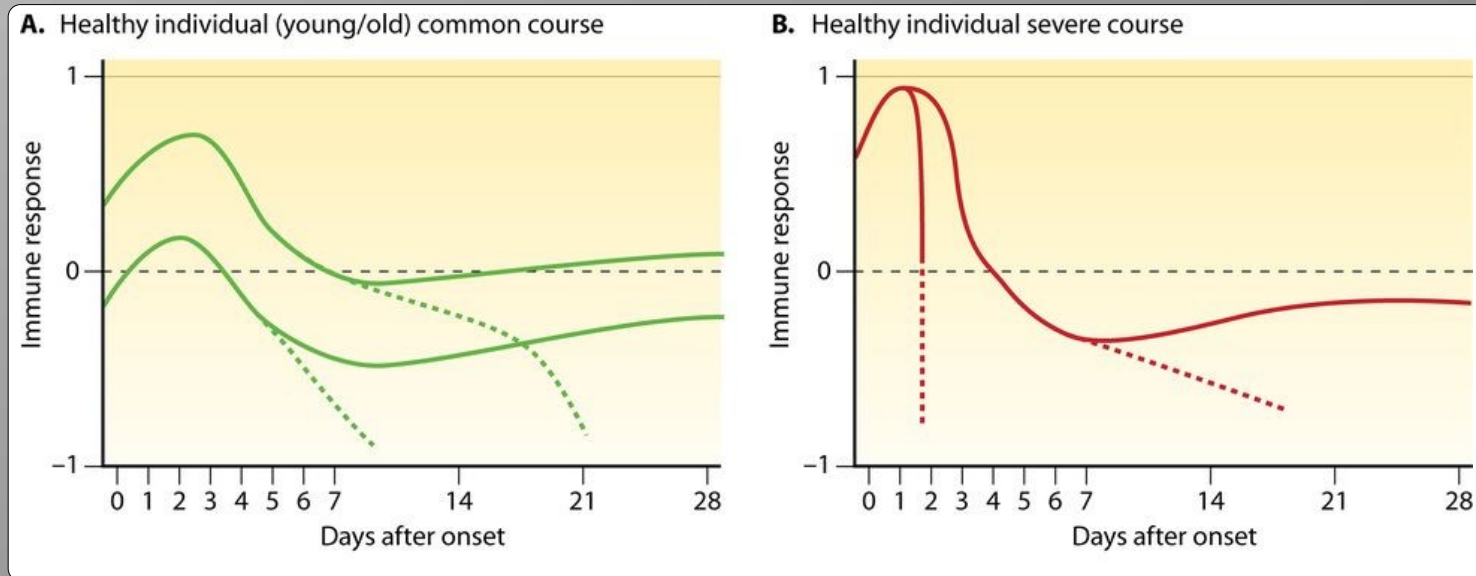 A. Healthy individual (young/old) common course
1
0
–1
Immune response
0 1 2 3 4 5 6 7 14 21 28
Days after onset
B. Healthy individual severe course
1
0
–1
Immune response
0 1 2 3 4 5 6 7 14 21 28
Days after onset